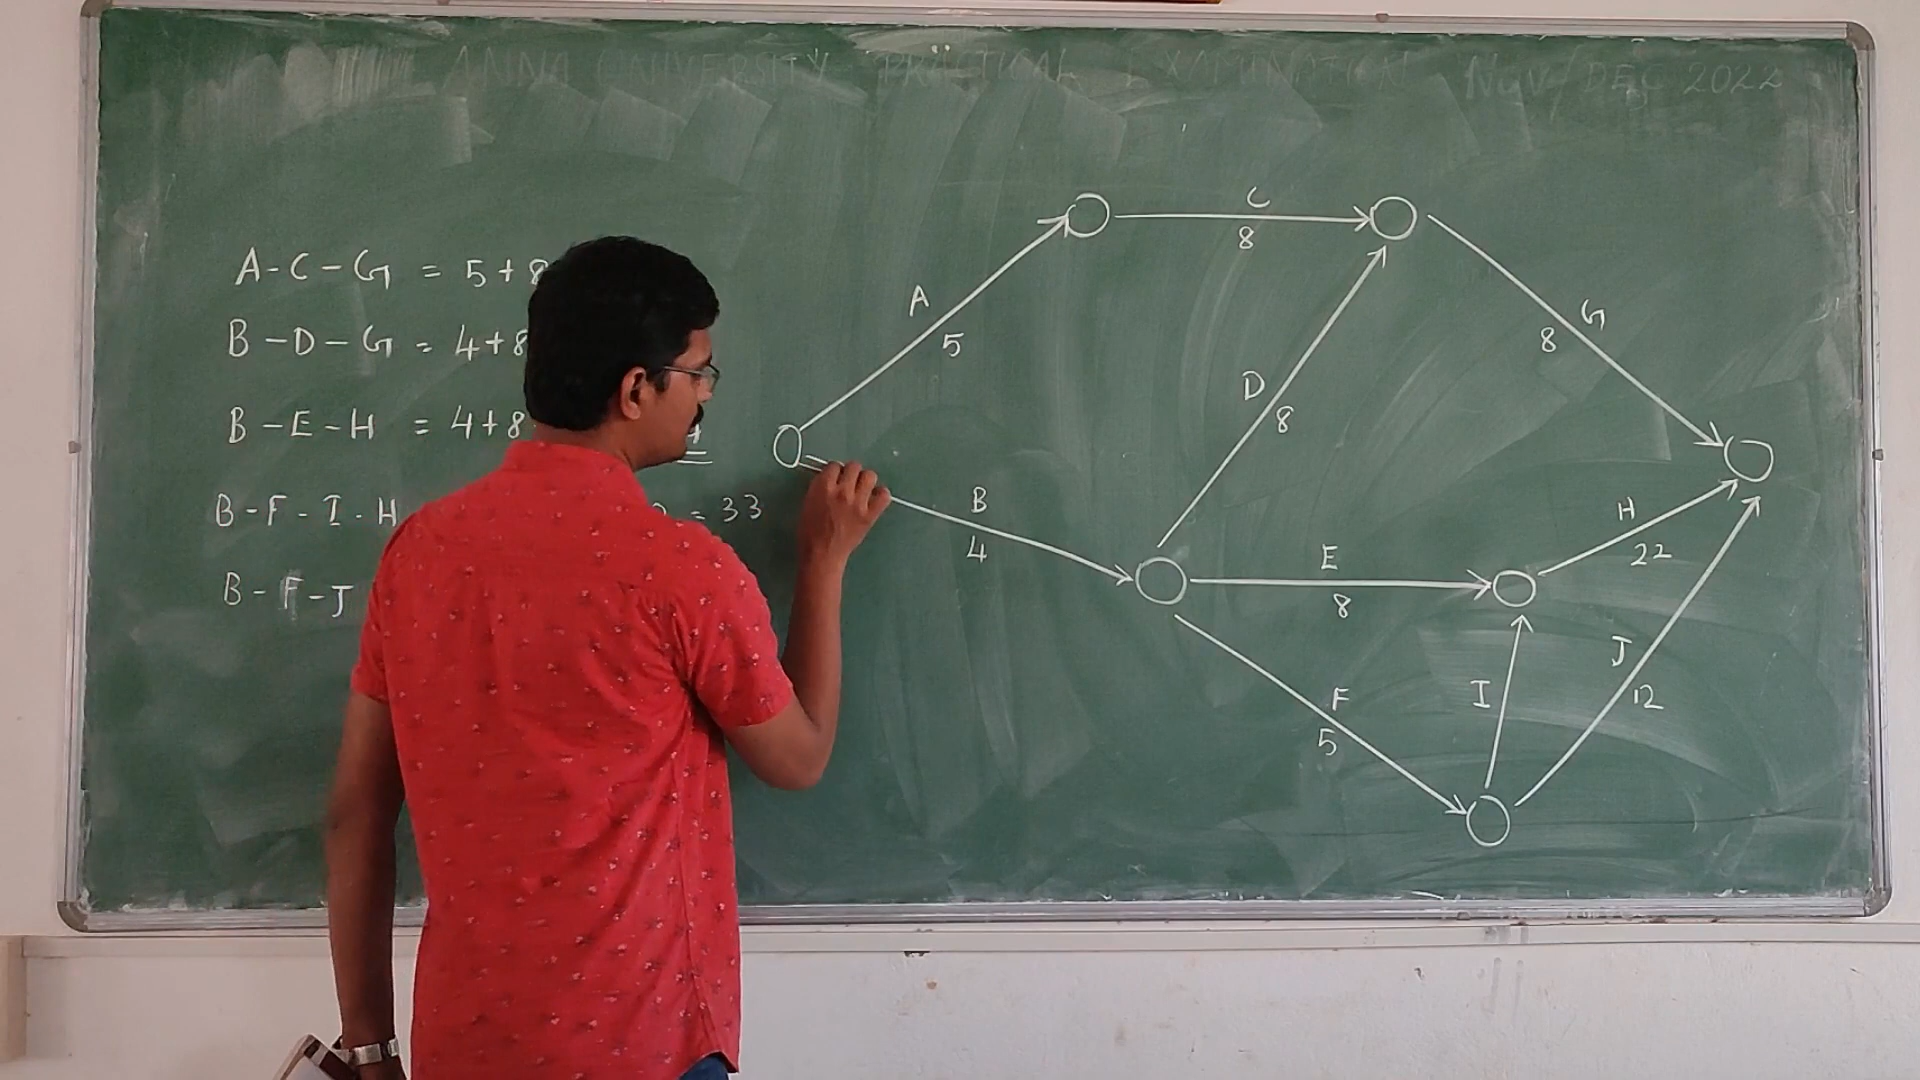 ANNA UNIVERSITY PRACTICAL EXAMINATION NOV/DEC 2022
A-C-G = 5+8
B-D-G = 4+8
B-E-H = 4+8
B-F-I-H = 33
B-F-J
A
5
C
8
G
8
D
8
B
4
E
8
H
22
F
5
I
J
12